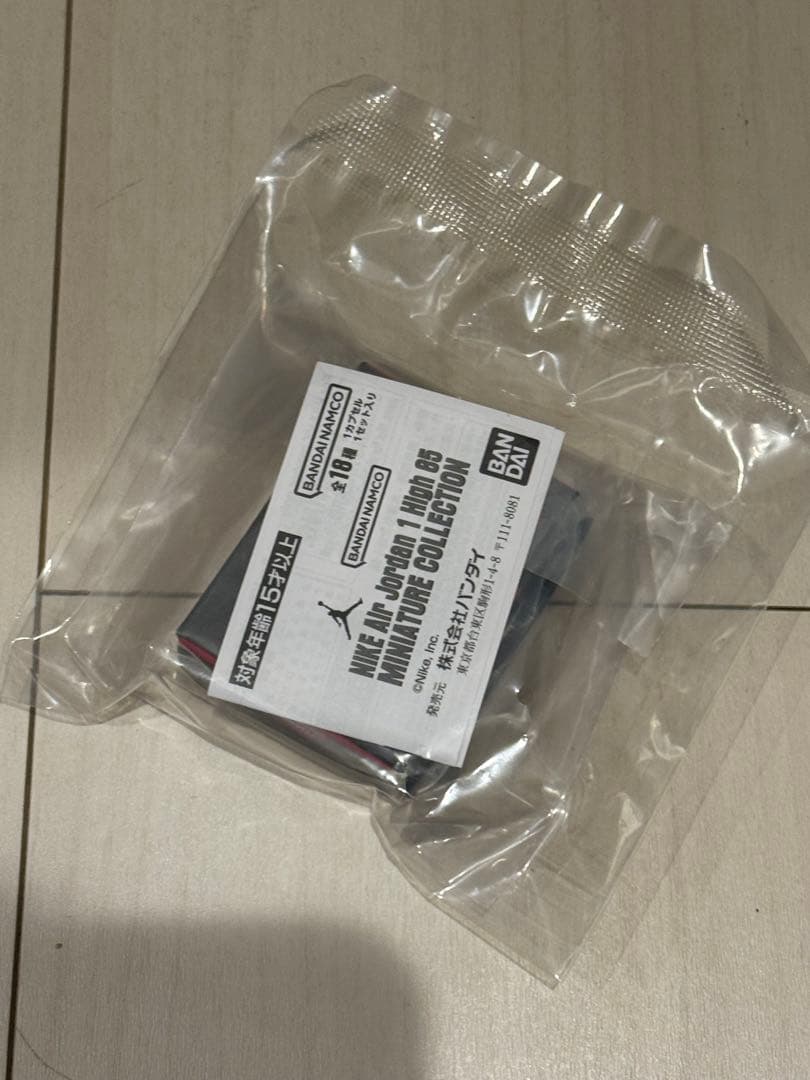 対象年齢15才以上
BANDAI NAMCO
全18種
1カプセル
1セット入り
BANDAI NAMCO
NIKE Air Jordan 1 High 85
MINIATURE COLLECTION
BAN
DAI
©Nike, Inc.
発売元 株式会社バンダイ
東京都台東区駒形1-4-8 〒111-8081